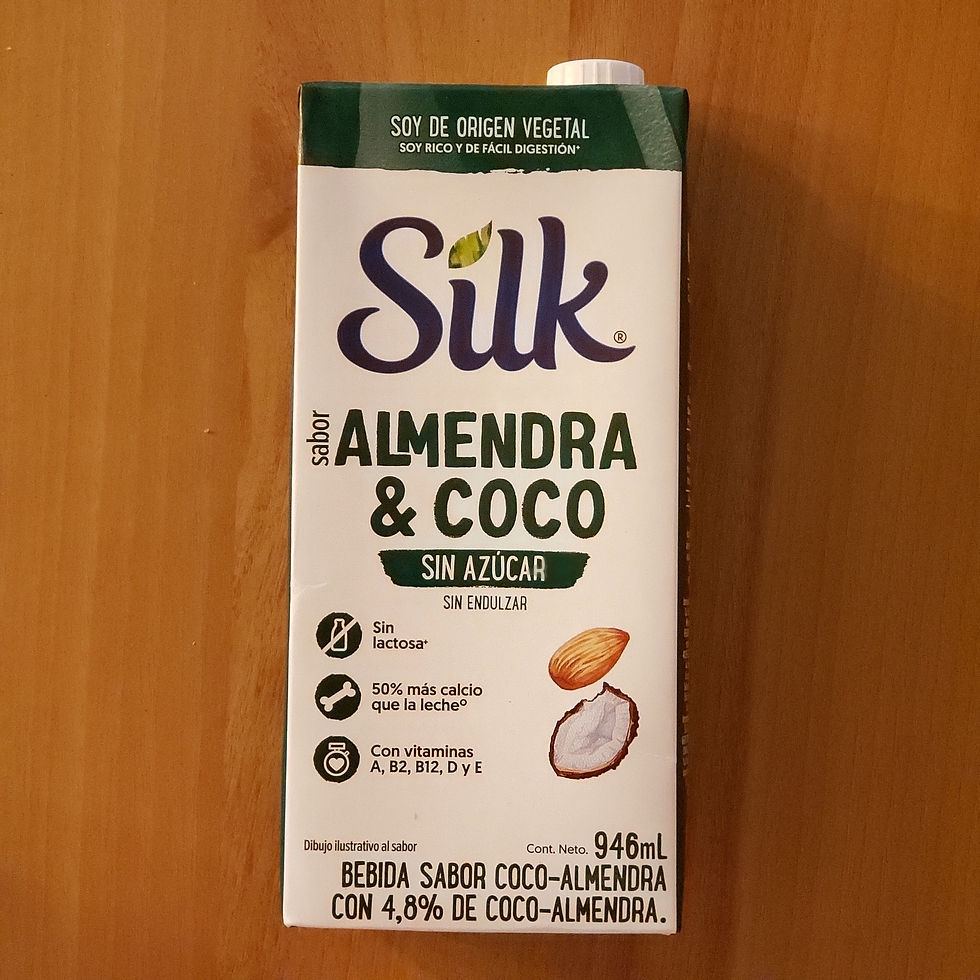 SOY DE ORIGEN VEGETAL
SOY RICO Y DE FÁCIL DIGESTIÓN+
Silk®
sabor
ALMENDRA
& COCO
SIN AZÚCAR
SIN ENDULZAR
Sin
lactosa+
50% más calcio
que la lecheº
Con vitaminas
A, B2, B12, D y E
Dibujo ilustrativo al sabor
Cont. Neto. 946mL
BEBIDA SABOR COCO-ALMENDRA
CON 4,8% DE COCO-ALMENDRA.